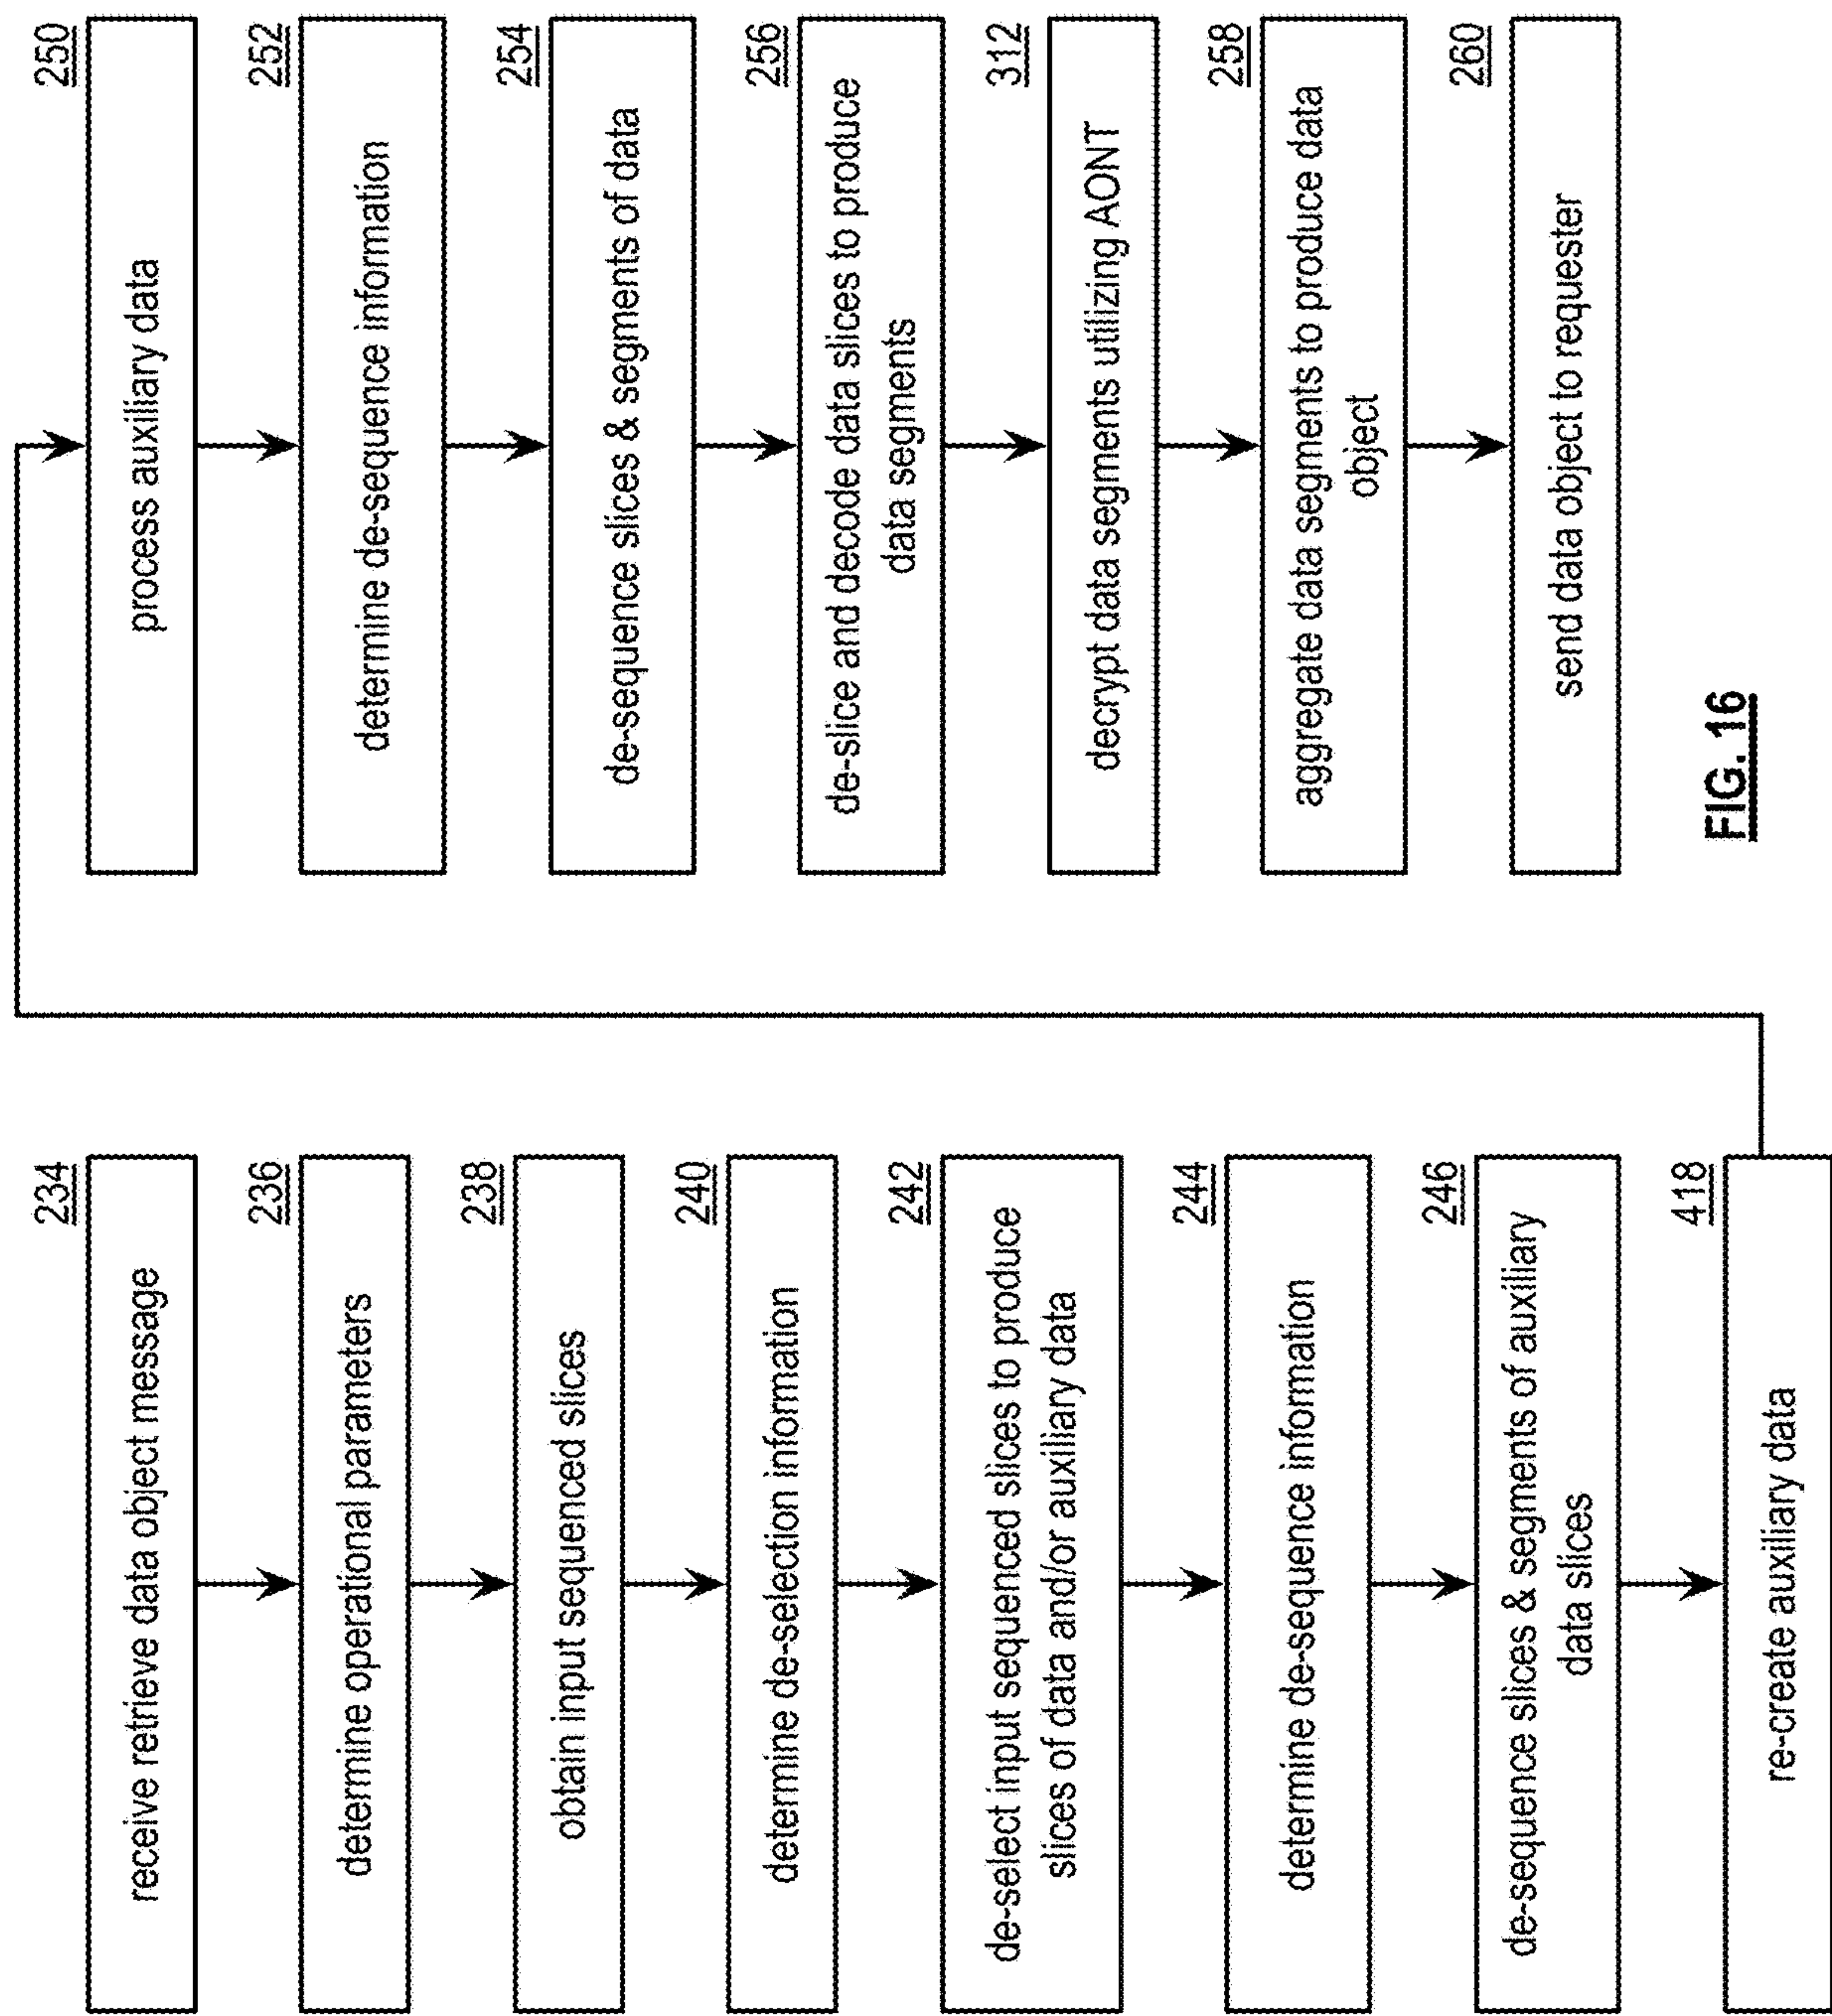 234
receive retrieve data object message
236
determine operational parameters
238
obtain input sequenced slices
240
determine de-selection information
242
de-select input sequenced slices to produce
slices of data and/or auxiliary data
244
determine de-sequence information
246
de-sequence slices & segments of auxiliary
data slices
418
re-create auxiliary data
250
process auxiliary data
252
determine de-sequence information
254
de-sequence slices & segments of data
256
de-slice and decode data slices to produce
data segments
312
decrypt data segments utilizing AONT
258
aggregate data segments to produce data
object
260
send data object to requester
FIG.16